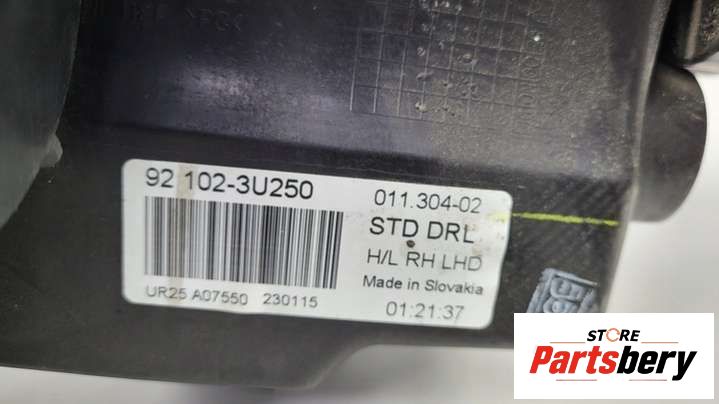 92 102-3U250
011.304-02
STD DRL
H/L RH LHD
Made in Slovakia
UR25 A07550 230115
01:21:37
STORE
Partsbery